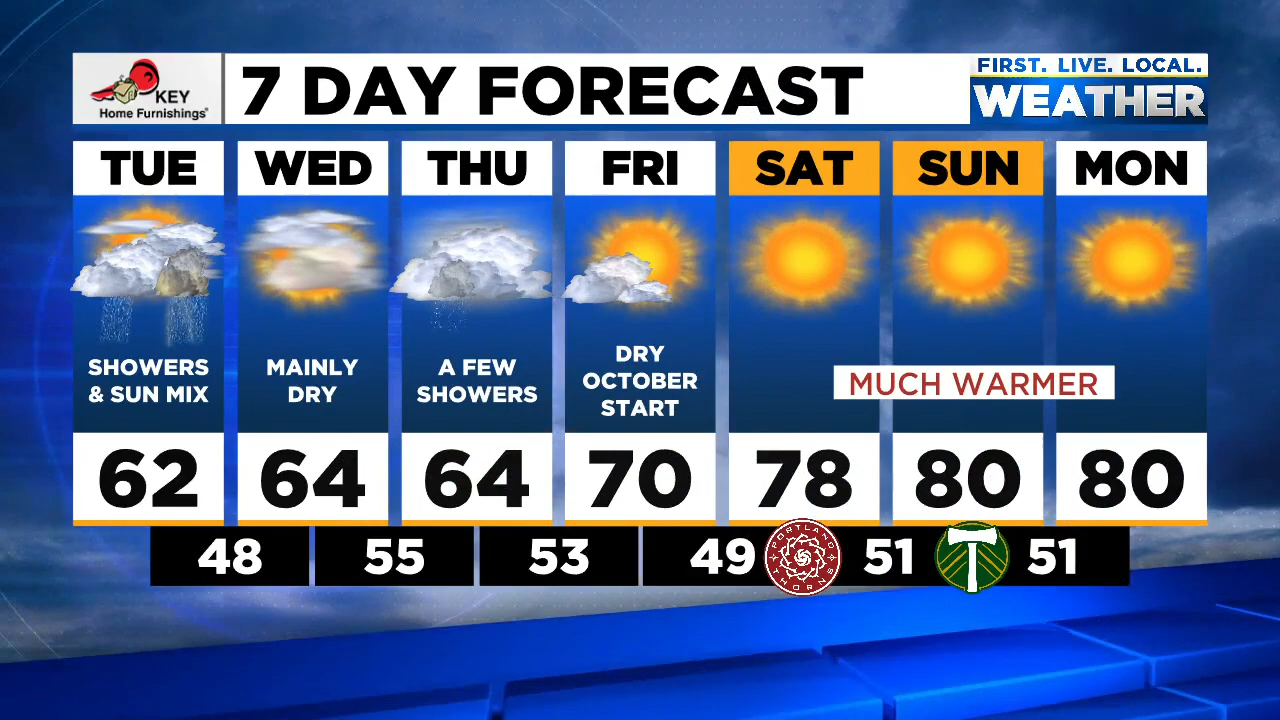 KEY
Home Furnishings
7 DAY FORECAST
FIRST. LIVE. LOCAL.
WEATHER
TUE
WED
THU
FRI
SAT
SUN
MON
SHOWERS
& SUN MIX
MAINLY
DRY
A FEW
SHOWERS
DRY
OCTOBER
START
MUCH WARMER
62
64
64
70
78
80
80
48
55
53
49
PORTLAND
THORNS
51
51